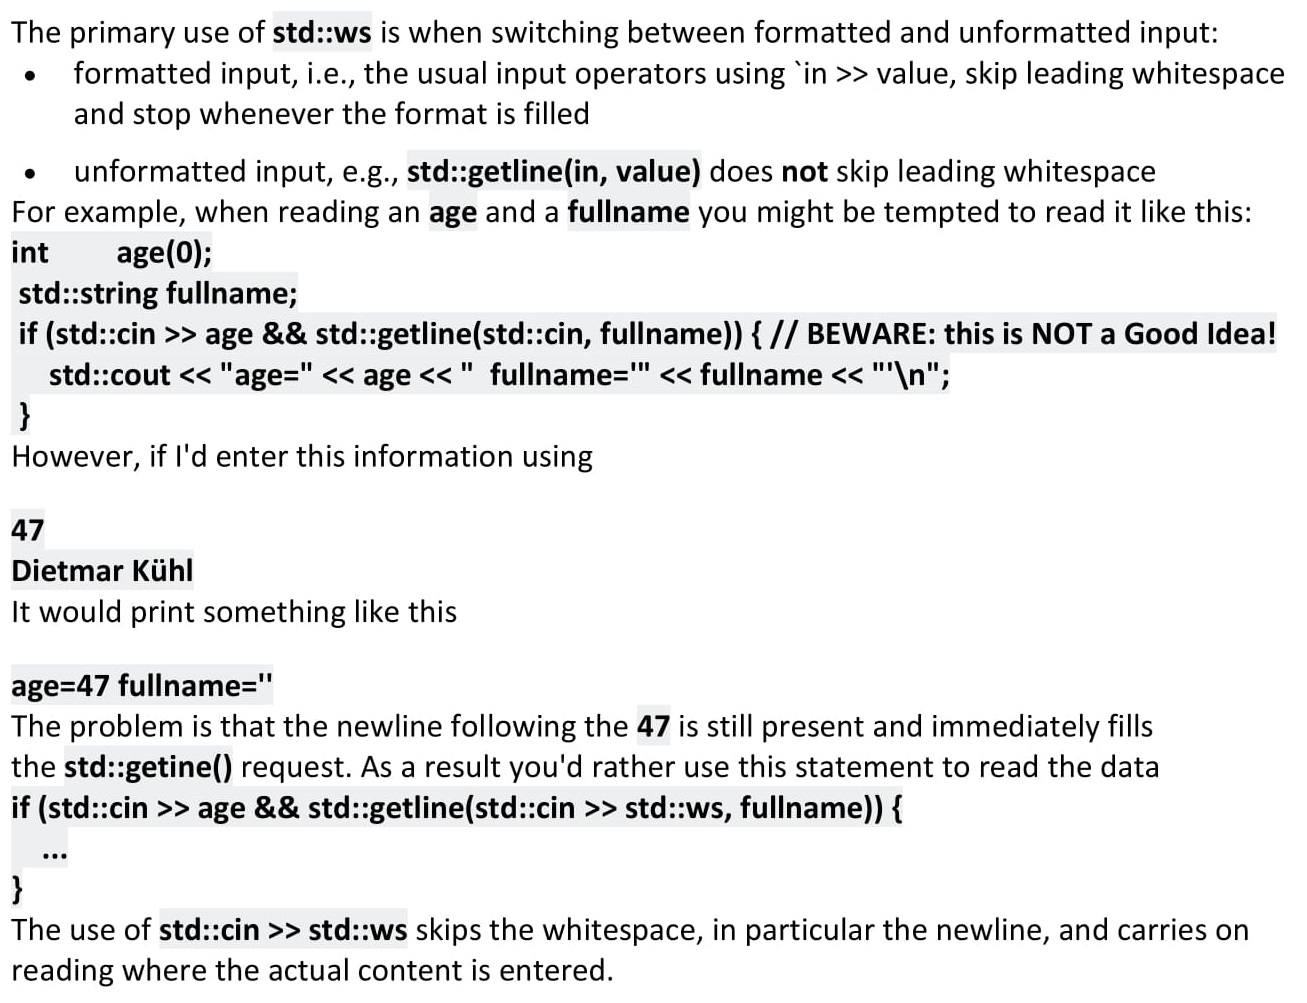 The primary use of std::ws is when switching between formatted and unformatted input:
• formatted input, i.e., the usual input operators using `in >> value, skip leading whitespace
and stop whenever the format is filled
• unformatted input, e.g., std::getline(in, value) does not skip leading whitespace
For example, when reading an age and a fullname you might be tempted to read it like this:
int age(0);
std::string fullname;
if (std::cin >> age && std::getline(std::cin, fullname)) { // BEWARE: this is NOT a Good Idea!
std::cout << "age=" << age << "  fullname='" << fullname << "'\n";
}
However, if I'd enter this information using
47
Dietmar Kühl
It would print something like this
age=47 fullname=''
The problem is that the newline following the 47 is still present and immediately fills
the std::getine() request. As a result you'd rather use this statement to read the data
if (std::cin >> age && std::getline(std::cin >> std::ws, fullname)) {
...
}
The use of std::cin >> std::ws skips the whitespace, in particular the newline, and carries on
reading where the actual content is entered.